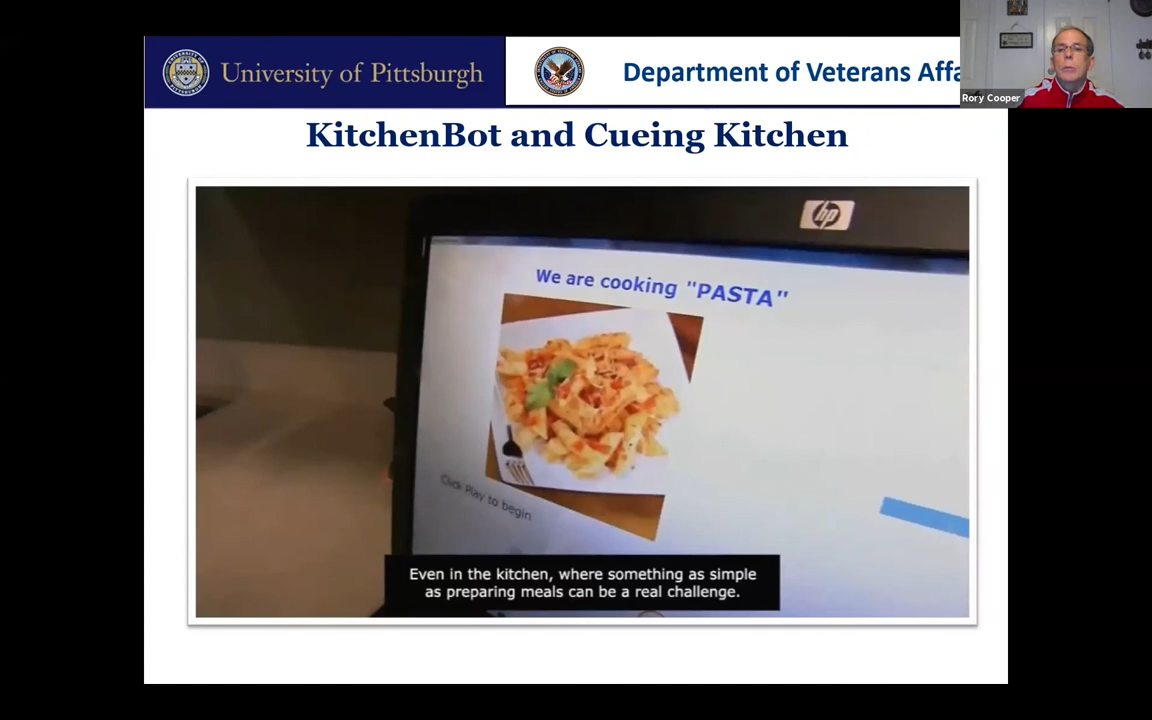 University of Pittsburgh
Department of Veterans Affa
Rory Cooper
KitchenBot and Cueing Kitchen
hp
We are cooking "PASTA"
Click Play to begin
Even in the kitchen, where something as simple
as preparing meals can be a real challenge.